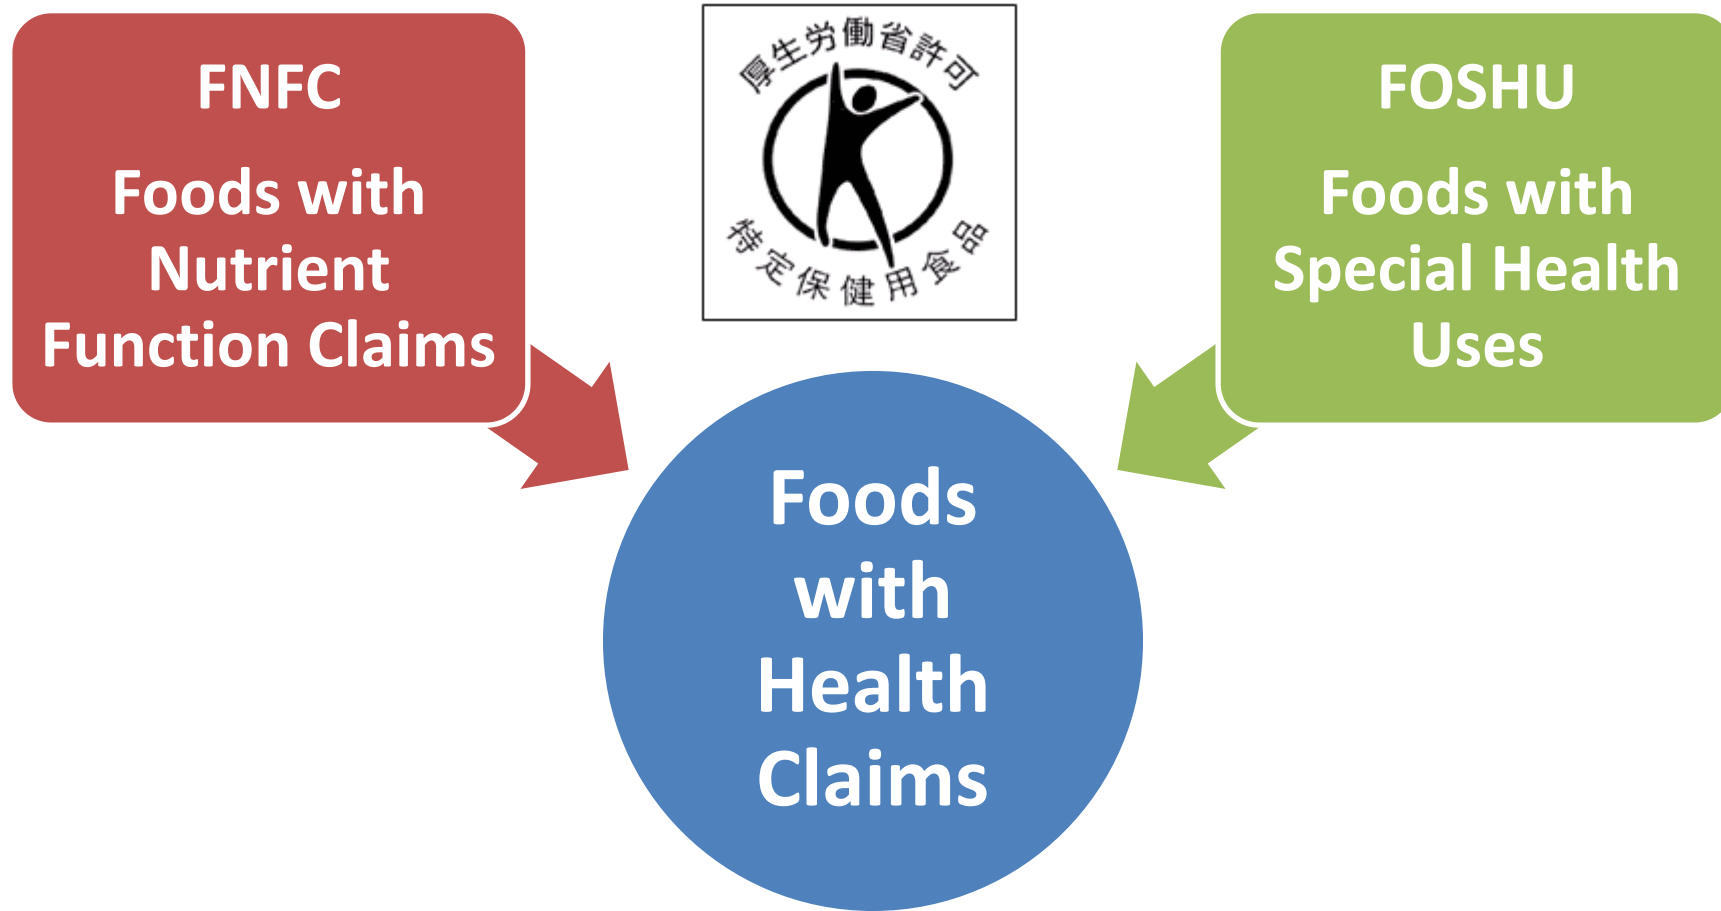 FNFC
Foods with
Nutrient
Function Claims
厚生労働省許可
特定保健用食品
FOSHU
Foods with
Special Health
Uses
Foods
with
Health
Claims